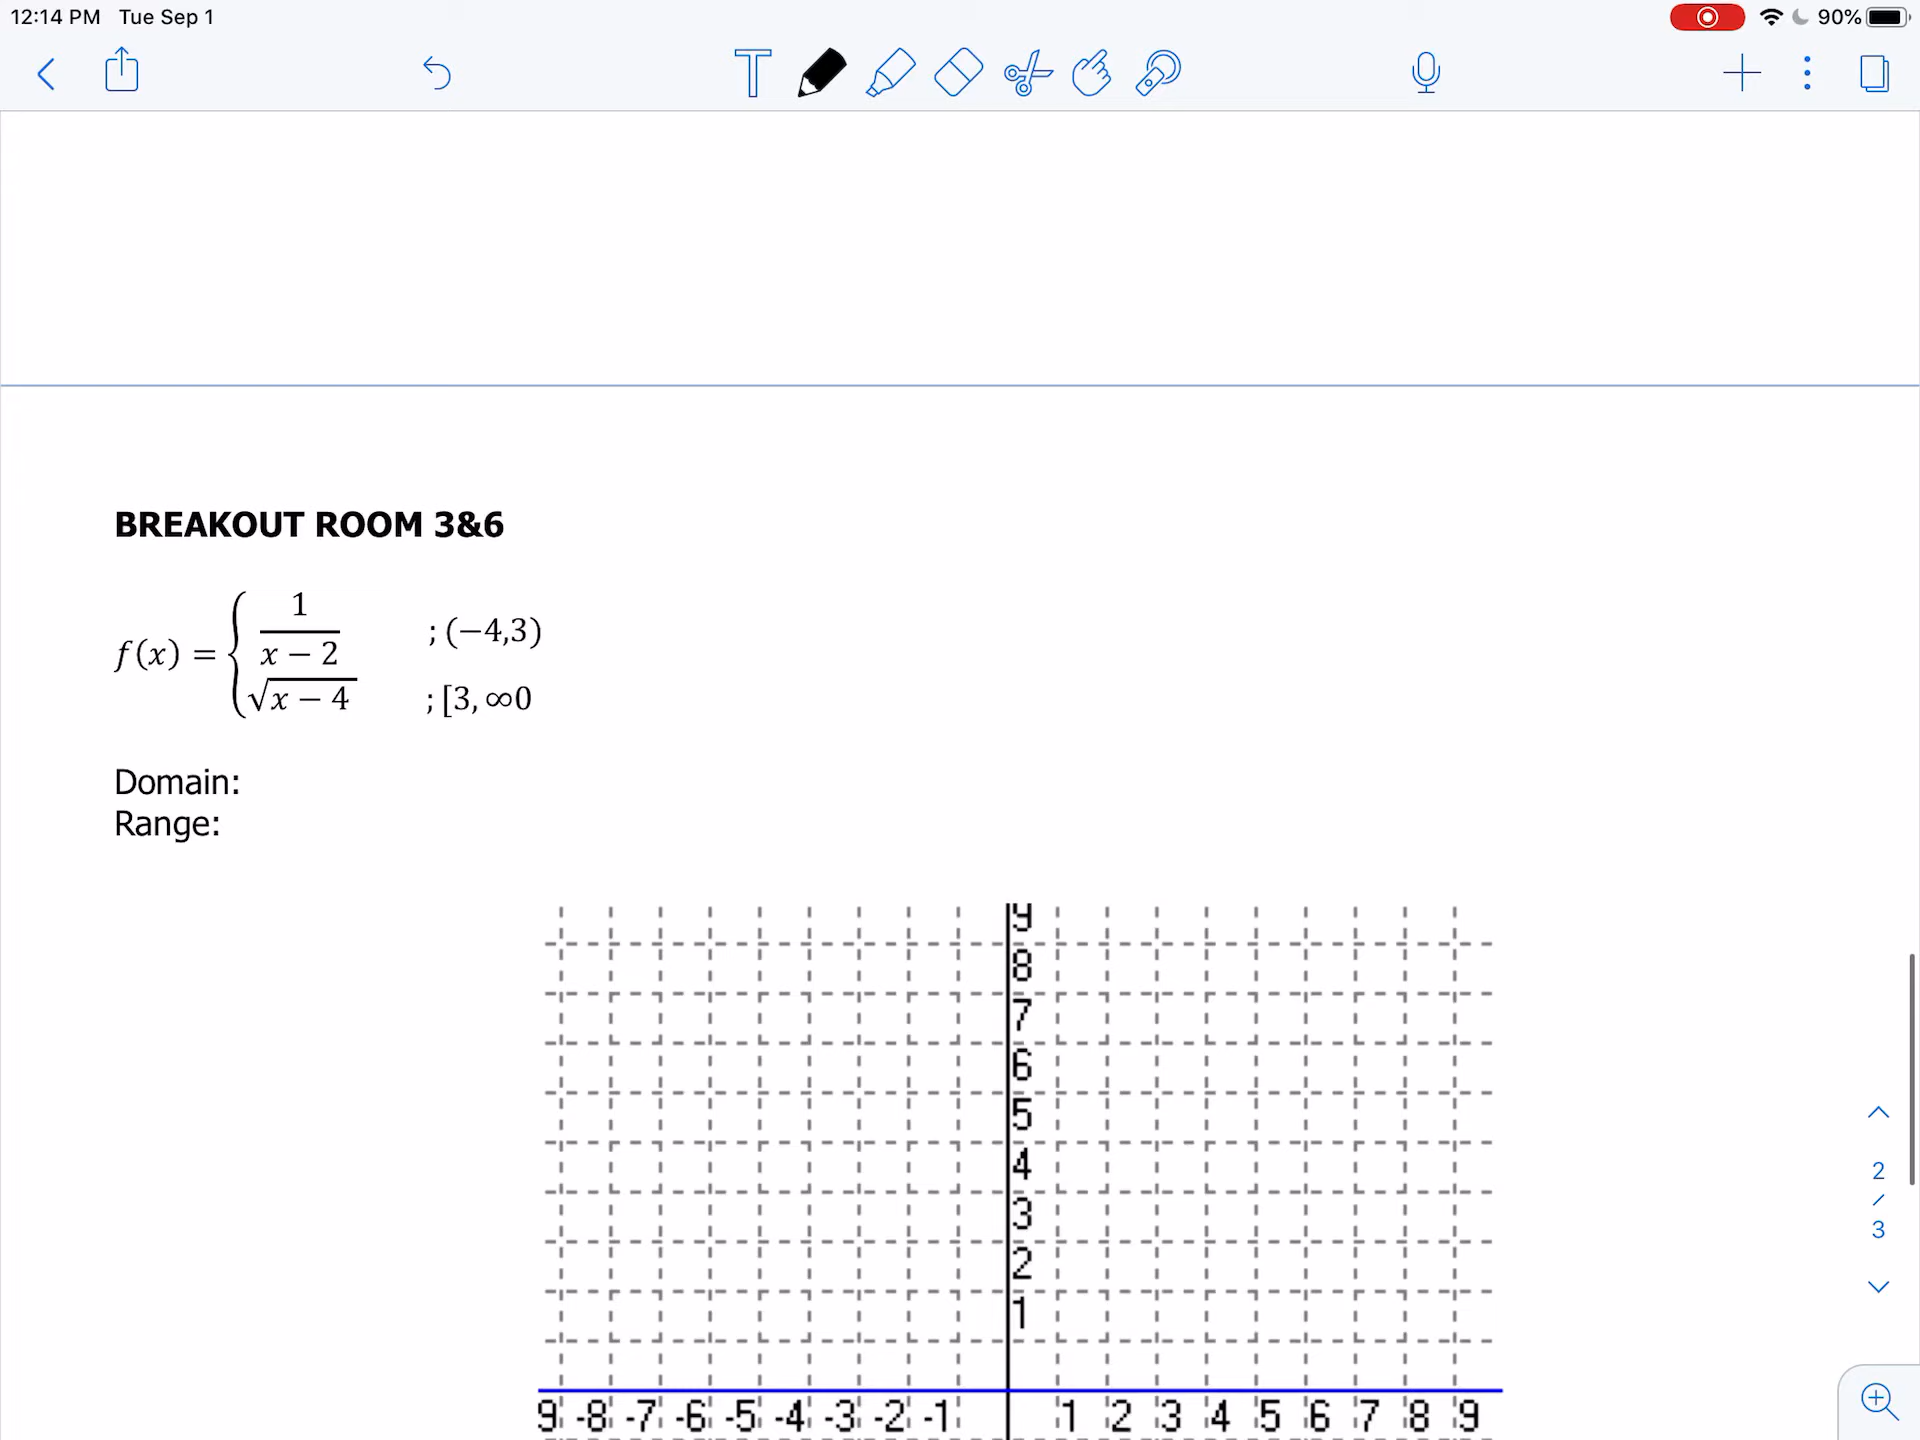 12:14 PM Tue Sep 1 90%
T
BREAKOUT ROOM 3&6
f(x) = { 1/(x − 2) ; (−4,3)
√(x − 4) ; [3, ∞0
Domain:
Range:
9
8
7
6
5
4
3
2
1
9 -8 -7 -6 -5 -4 -3 -2 -1 1 2 3 4 5 6 7 8 9
2
/
3